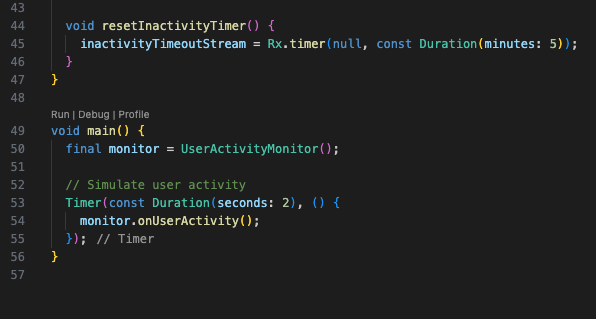 43
44 void resetInactivityTimer() {
45 inactivityTimeoutStream = Rx.timer(null, const Duration(minutes: 5));
46 }
47 }
48
Run | Debug | Profile
49 void main() {
50 final monitor = UserActivityMonitor();
51
52 // Simulate user activity
53 Timer(const Duration(seconds: 2), () {
54 monitor.onUserActivity();
55 }); // Timer
56 }
57